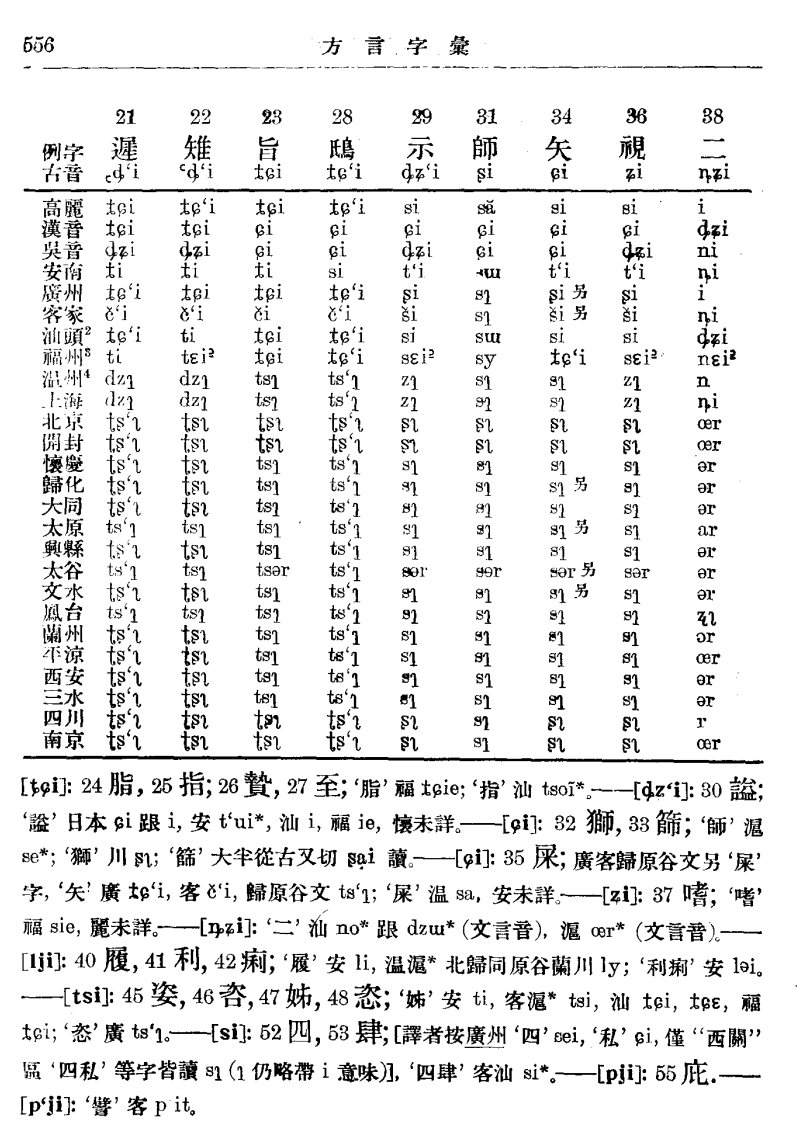 556 方言字彙
21 22 23 28 29 31 34 36 38
例字 遲 雉 旨 鴟 示 師 矢 視 二
古音 ꜀ȡ‘i ꜂ȡ‘i ȶɕi ȶɕ‘i ȡʑ‘i ʂi ɕi ʑi ȵʑi
高麗 ȶɕi ȶɕ‘i ȶɕi ȶɕ‘i si să si si i
漢音 ȶɕi ȶɕi ɕi ɕi ɕi ɕi ɕi ɕi ȡʑi
吳音 ȡʑi ȡʑi ɕi ɕi ȡʑi ɕi ɕi ȡʑi ni
安南 ti ti ti si t‘i ɯ t‘i t‘i ȵi
廣州 ȶɕ‘i ȶɕi ȶɕi ȶɕ‘i ʂi sɿ ʂi 另 ʂi i
客家 č‘i č‘i či č‘i ši sɿ ši 另 ši ȵi
汕頭² ȶɕ‘i ti ȶɕi ȶɕ‘i si sɯ si si ȡʑi
福州³ ti tɛi² ȶɕi ȶɕ‘i sɛi² sy ȶɕ‘i sɛi² nɛi²
溫州⁴ dzɿ dzɿ tsɿ ts‘ɿ zɿ sɿ sɿ zɿ n
上海 dzɿ dzɿ tsɿ ts‘ɿ zɿ sɿ sɿ zɿ ȵi
北京 tʂ‘ʅ tʂʅ tʂʅ tʂ‘ʅ ʂʅ ʂʅ ʂʅ ʂʅ œr
開封 tʂ‘ʅ tʂʅ tʂʅ tʂ‘ʅ ʂʅ ʂʅ ʂʅ ʂʅ œr
懷慶 tʂ‘ʅ tʂʅ tsɿ ts‘ɿ sɿ sɿ sɿ sɿ ər
歸化 tʂ‘ʅ tʂʅ tsɿ ts‘ɿ sɿ sɿ sɿ 另 sɿ ər
大同 tʂ‘ʅ tʂʅ tsɿ ts‘ɿ sɿ sɿ sɿ sɿ ər
太原 ts‘ʅ tsɿ tsɿ ts‘ɿ sɿ sɿ sɿ 另 sɿ ar
興縣 tʂ‘ʅ tʂʅ tsɿ ts‘ɿ sɿ sɿ sɿ sɿ ər
太谷 ts‘ʅ tsɿ tsər ts‘ɿ sər sər sər 另 sər ər
文水 tʂ‘ʅ tʂʅ tsɿ ts‘ɿ sɿ sɿ sɿ 另 sɿ ər
鳳台 ts‘ʅ tsɿ tsɿ ts‘ɿ sɿ sɿ sɿ sɿ ʐʅ
蘭州 tʂ‘ʅ tʂʅ tsɿ ts‘ɿ sɿ sɿ sɿ sɿ ɔr
平涼 tʂ‘ʅ tʂʅ tsɿ ts‘ɿ sɿ sɿ sɿ sɿ œr
西安 tʂ‘ʅ tʂʅ tsɿ ts‘ɿ sɿ sɿ sɿ sɿ ər
三水 tʂ‘ʅ tʂʅ tsɿ ts‘ɿ sɿ sɿ sɿ sɿ ər
四川 tʂ‘ʅ tʂʅ tʂʅ tʂ‘ʅ ʂʅ sɿ ʂʅ ʂʅ r
南京 tʂ‘ʅ tʂʅ tʂʅ tʂ‘ʅ ʂʅ sɿ ʂʅ ʂʅ œr
[ȶɕi]: 24 脂, 25 指; 26 贄, 27 至; ‘脂’ 福 ȶɕie; ‘指’ 汕 tsoĩ*。——[ȡʑ‘i]: 30 謚;
‘謚’ 日本 ɕi 跟 i, 安 t‘ui*, 汕 i, 福 ie, 懷未詳。——[ɕi]: 32 獅, 33 篩; ‘師’ 滬
se*; ‘獅’ 川 ʂʅ; ‘篩’ 大半從古又切 ʂại 讀。——[ɕi]: 35 屎; 廣客歸原谷文另 ‘屎’
字, ‘矢’ 廣 ȶɕ‘i, 客 č‘i, 歸原谷文 ts‘ʅ; ‘屎’ 温 sa, 安未詳。——[ʑi]: 37 嗜; ‘嗜’
福 sie, 麗未詳。——[ȵʑi]: ‘二’ 汕 no* 跟 dzɯ* (文言音), 滬 œr* (文言音)。——
[lji]: 40 履, 41 利, 42 痢; ‘履’ 安 li, 温滬* 北歸同原谷蘭川 ly; ‘利痢’ 安 ləi。
——[tsi]: 45 姿, 46 咨, 47 姊, 48 恣; ‘姊’ 安 ti, 客滬* tsi, 汕 ȶɕi, ȶɕɛ, 福
ȶɕi; ‘恣’ 廣 ts‘ɿ。——[si]: 52 四, 53 肆; [譯者按廣州 ‘四’ sei, ‘私’ ɕi, 僅 “西關”
區 ‘四私’ 等字皆讀 sɿ (ɿ 仍略帶 i 意味)], ‘四肆’ 客汕 si*。——[pji]: 55 庇.——
[p‘ji]: ‘譬’ 客 p it。